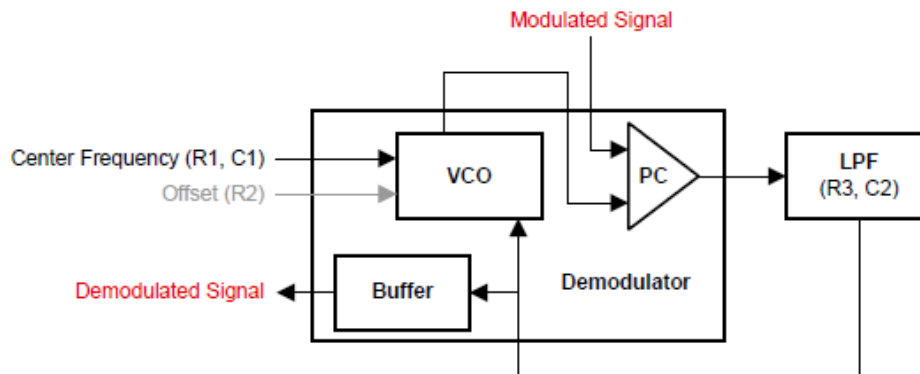 Modulated Signal
Center Frequency (R1, C1)
Offset (R2)
VCO
PC
LPF
(R3, C2)
Demodulated Signal
Buffer
Demodulator